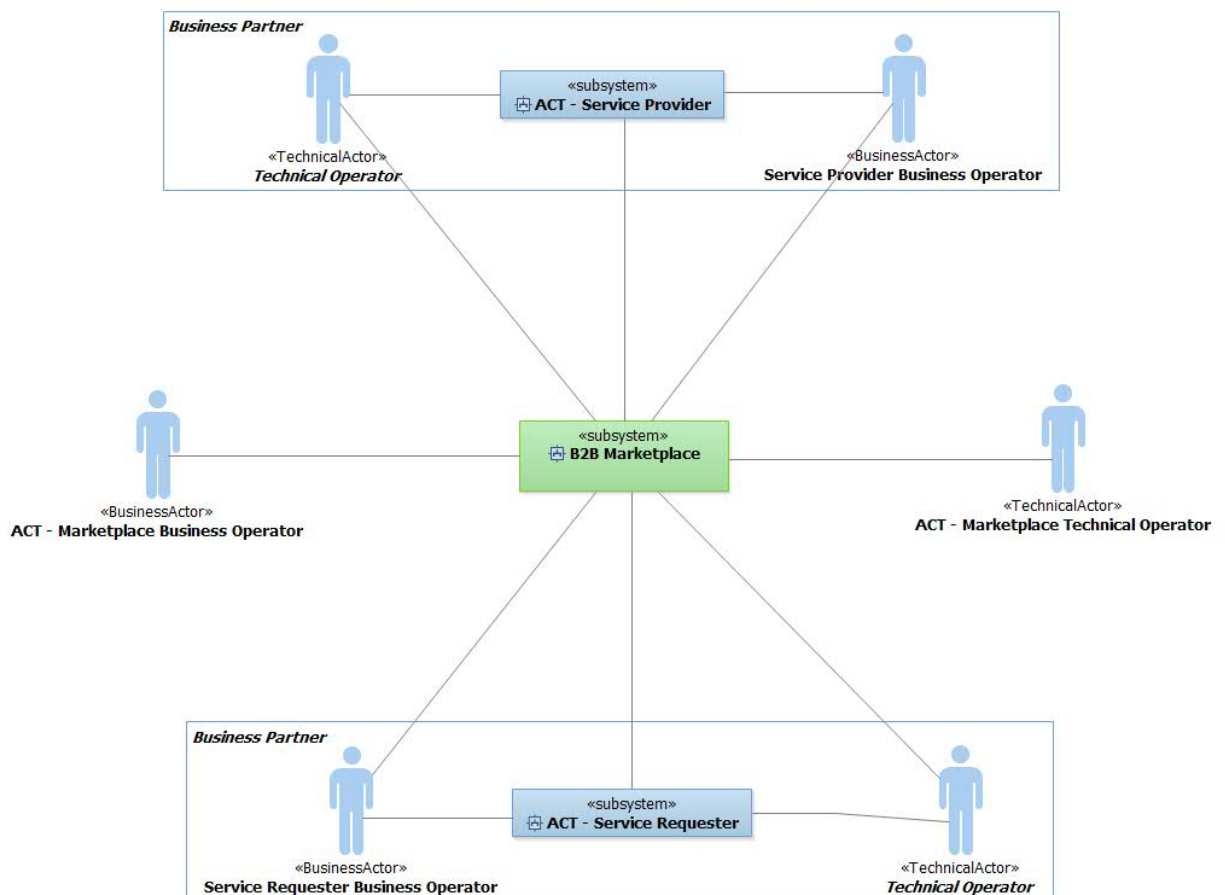 Business Partner
«subsystem»
ACT - Service Provider
«TechnicalActor»
Technical Operator
«BusinessActor»
Service Provider Business Operator
«subsystem»
B2B Marketplace
«BusinessActor»
ACT - Marketplace Business Operator
«TechnicalActor»
ACT - Marketplace Technical Operator
Business Partner
«subsystem»
ACT - Service Requester
«BusinessActor»
Service Requester Business Operator
«TechnicalActor»
Technical Operator